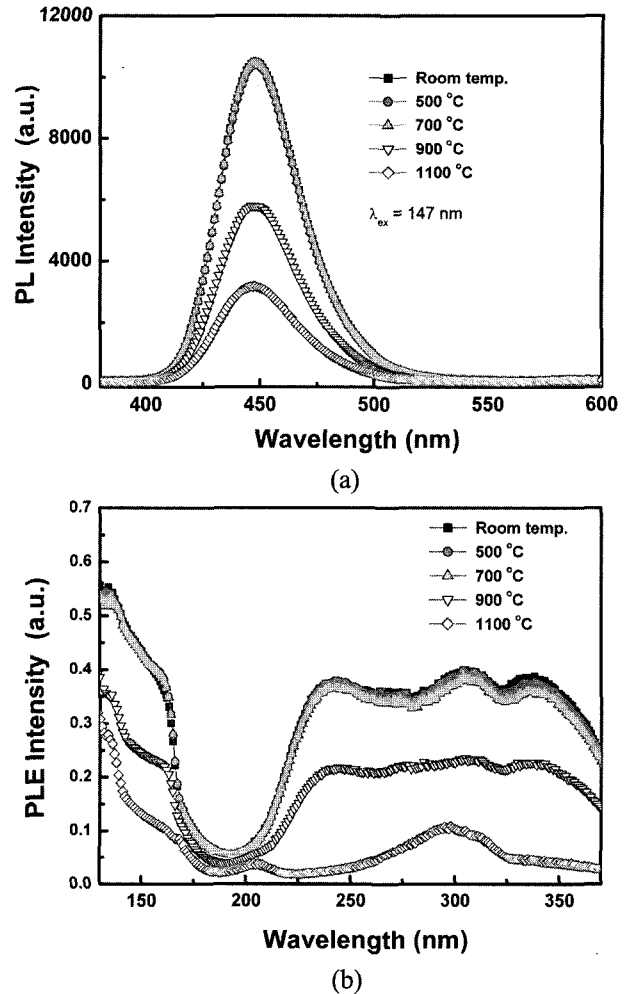 12000
8000
4000
0
PL Intensity (a.u.)
Room temp.
500 °C
700 °C
900 °C
1100 °C
λex = 147 nm
400 450 500 550 600
Wavelength (nm)
(a)
0.7
0.6
0.5
0.4
0.3
0.2
0.1
0.0
PLE Intensity (a.u.)
Room temp.
500 °C
700 °C
900 °C
1100 °C
150 200 250 300 350
Wavelength (nm)
(b)